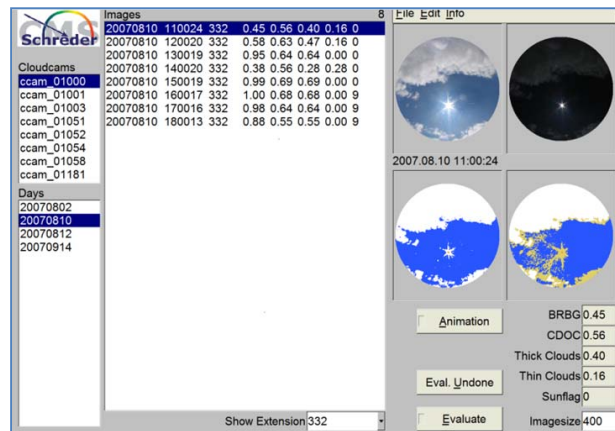 CMS
Schreder
Cloudcams
ccam_01000
ccam_01001
ccam_01003
ccam_01051
ccam_01052
ccam_01054
ccam_01058
ccam_01181
Days
20070802
20070810
20070812
20070914
Images 8
20070810 110024 332 0.45 0.56 0.40 0.16 0
20070810 120020 332 0.58 0.63 0.47 0.16 0
20070810 130019 332 0.95 0.64 0.64 0.00 0
20070810 140020 332 0.38 0.56 0.28 0.28 0
20070810 150019 332 0.99 0.69 0.69 0.00 0
20070810 160017 332 1.00 0.68 0.68 0.00 9
20070810 170016 332 0.98 0.64 0.64 0.00 9
20070810 180013 332 0.88 0.55 0.55 0.00 9
Show Extension 332
File Edit Info
2007.08.10 11:00:24
Animation
Eval. Undone
Evaluate
BRBG 0.45
CDOC 0.56
Thick Clouds 0.40
Thin Clouds 0.16
Sunflag 0
Imagesize 400